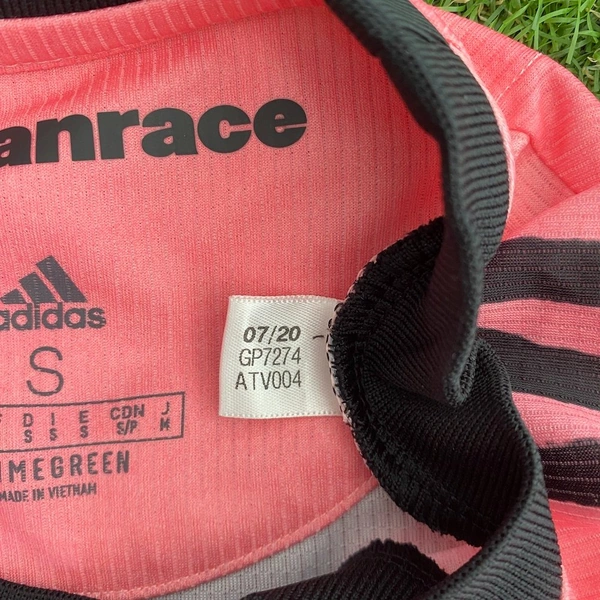 anrace
adidas
S
D I E CDN J
S S S S/P M
07/20
GP7274
ATV004
MEGREEN
MADE IN VIETNAM